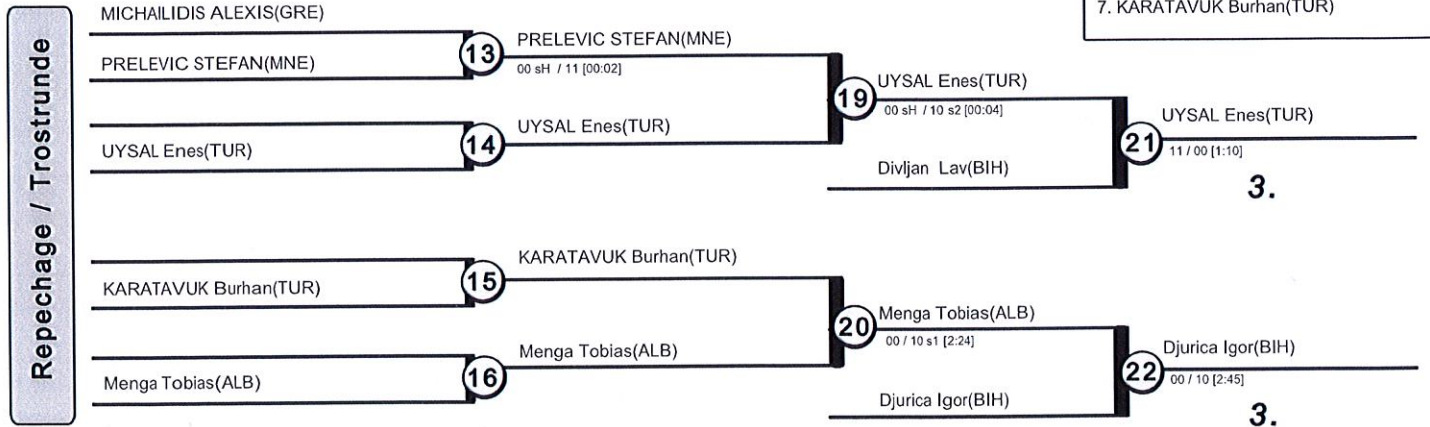 Repechage / Trostrunde
MICHAILIDIS ALEXIS(GRE)
PRELEVIC STEFAN(MNE)
13
PRELEVIC STEFAN(MNE)
00 sH / 11 [00:02]
UYSAL Enes(TUR)
14
UYSAL Enes(TUR)
19
UYSAL Enes(TUR)
00 sH / 10 s2 [00:04]
Divljan Lav(BIH)
21
UYSAL Enes(TUR)
11 / 00 [1:10]
3.
KARATAVUK Burhan(TUR)
15
KARATAVUK Burhan(TUR)
Menga Tobias(ALB)
16
Menga Tobias(ALB)
20
Menga Tobias(ALB)
00 / 10 s1 [2:24]
Djurica Igor(BIH)
22
Djurica Igor(BIH)
00 / 10 [2:45]
3.
7. KARATAVUK Burhan(TUR)